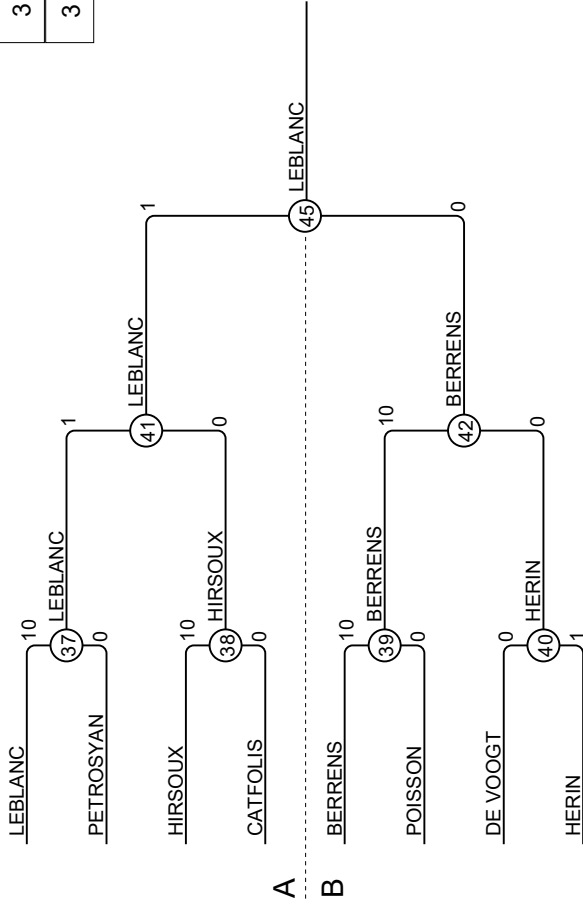 3
3
A
LEBLANC
10
37
0
PETROSYAN
LEBLANC
1
HIRSOUX
10
38
0
CATFOLIS
HIRSOUX
0
41
LEBLANC
1
45
LEBLANC
B
BERRENS
10
39
0
POISSON
BERRENS
10
DE VOOGT
0
40
1
HERIN
HERIN
0
42
BERRENS
0